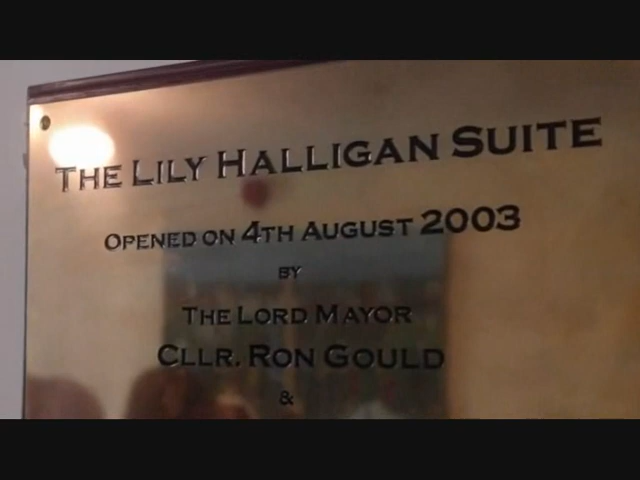 THE LILY HALLIGAN SUITE
OPENED ON 4TH AUGUST 2003
BY
THE LORD MAYOR
CLLR. RON GOULD
&